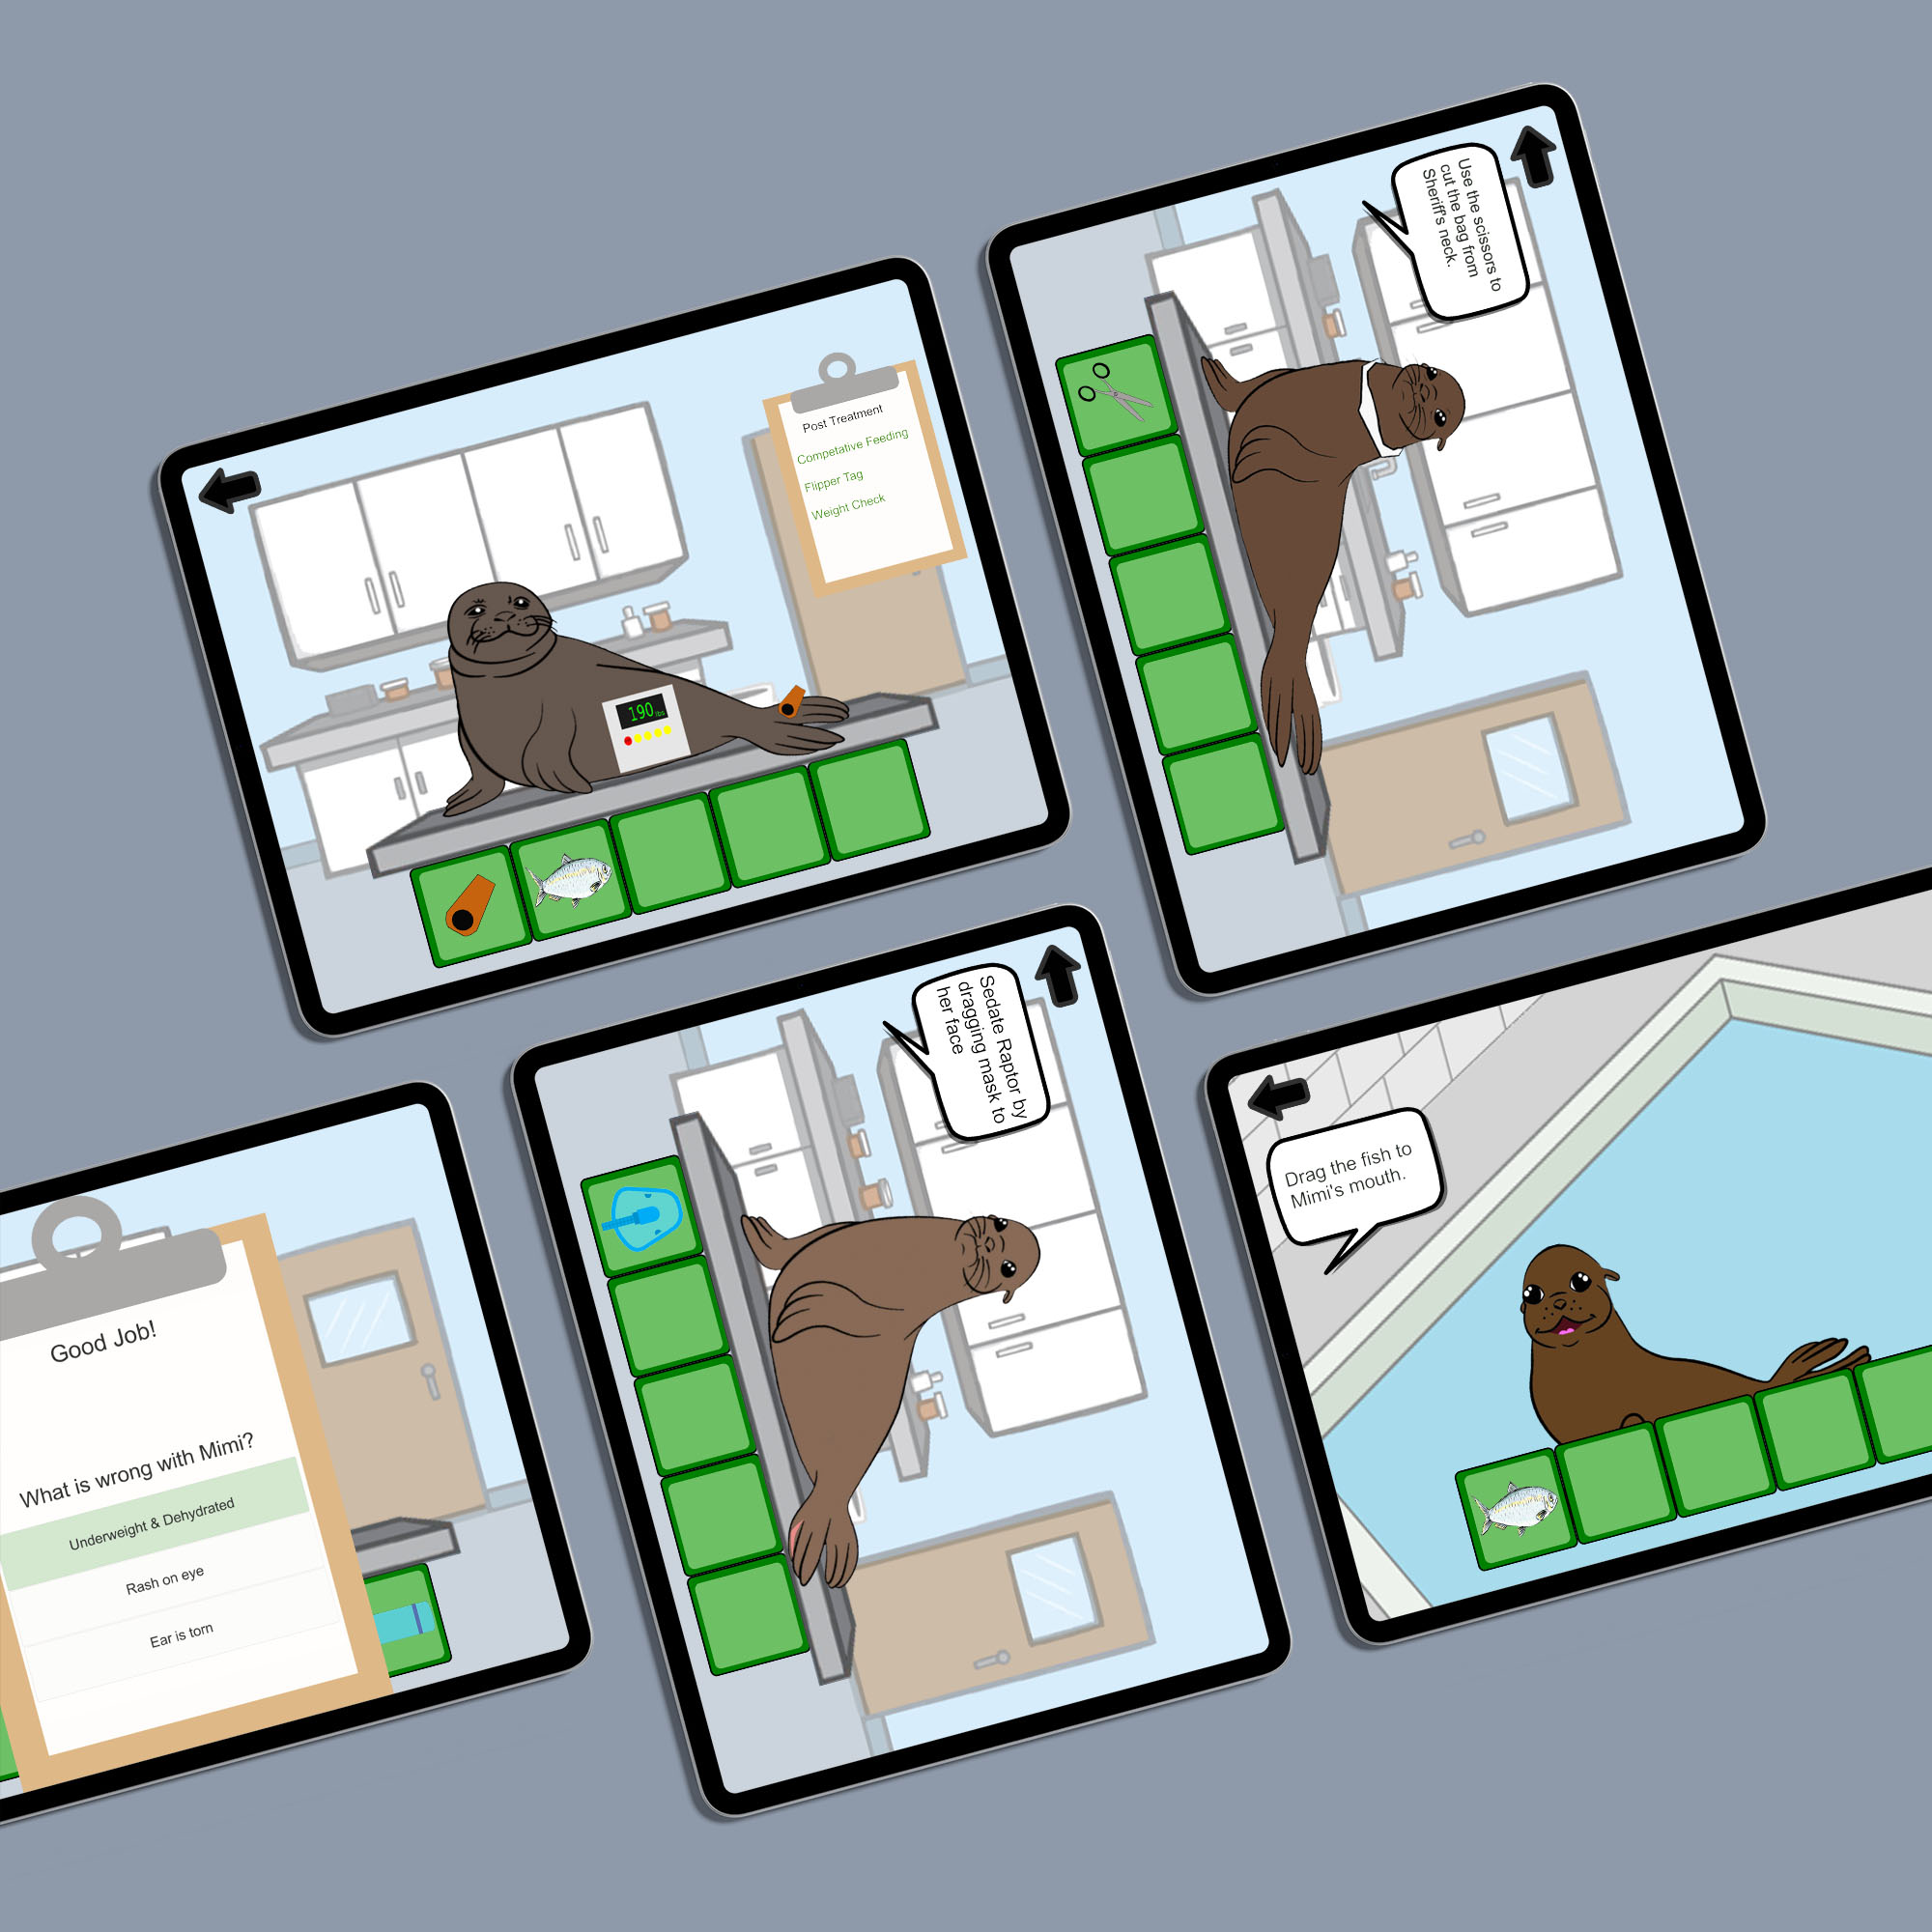 Post Treatment
Competative Feeding
Flipper Tag
Weight Check
190 lbs
Use the scissors to
cut the bag from
Sheriff's neck.
Good Job!
What is wrong with Mimi?
Underweight & Dehydrated
Rash on eye
Ear is torn
Sedate Raptor by
dragging mask to
her face
Drag the fish to
Mimi's mouth.